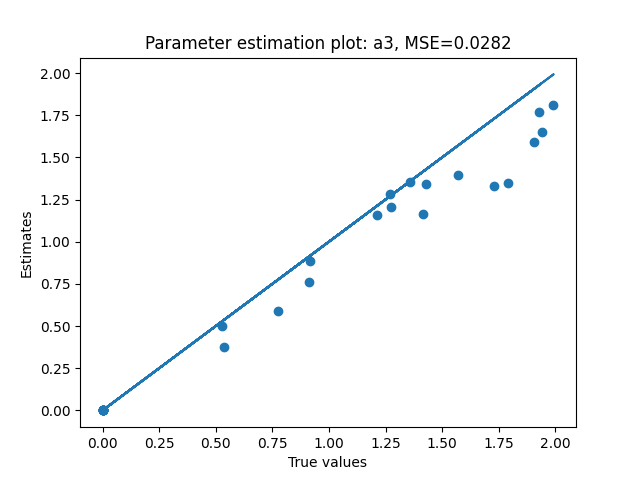 Parameter estimation plot: a3, MSE=0.0282
2.00
1.75
1.50
1.25
1.00
0.75
0.50
0.25
0.00
Estimates
0.00 0.25 0.50 0.75 1.00 1.25 1.50 1.75 2.00
True values